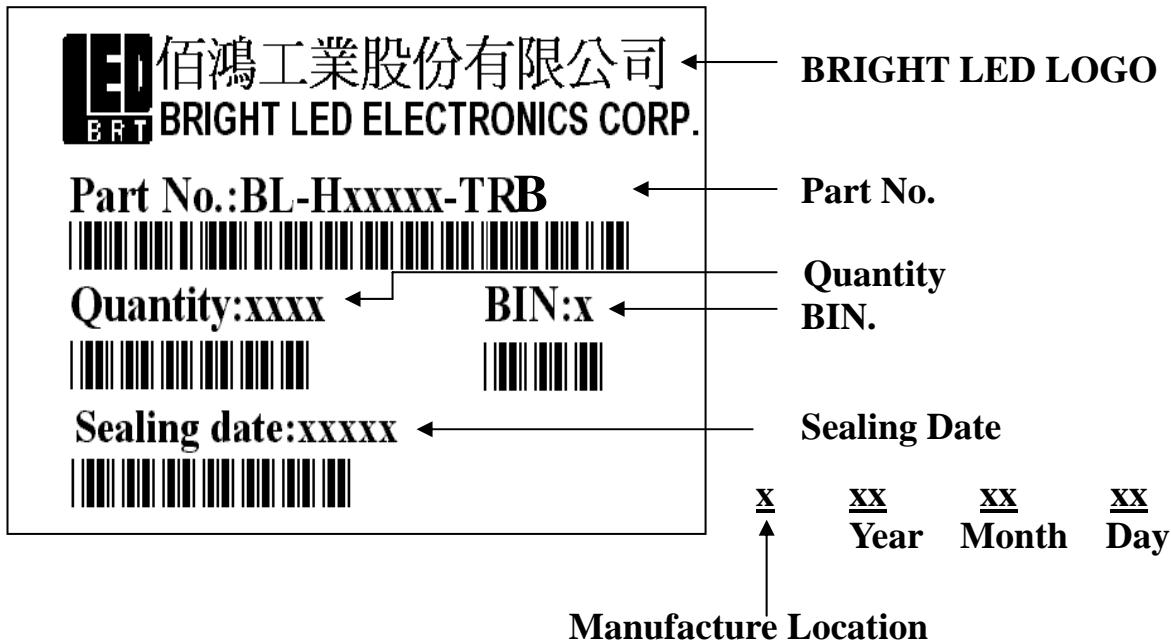 LED
BRT
佰鴻工業股份有限公司
BRIGHT LED ELECTRONICS CORP.
BRIGHT LED LOGO
Part No.:BL-Hxxxxx-TRB
Part No.
Quantity
Quantity:xxxx
BIN:x
BIN.
Sealing date:xxxxx
Sealing Date
x xx xx xx
Year Month Day
Manufacture Location